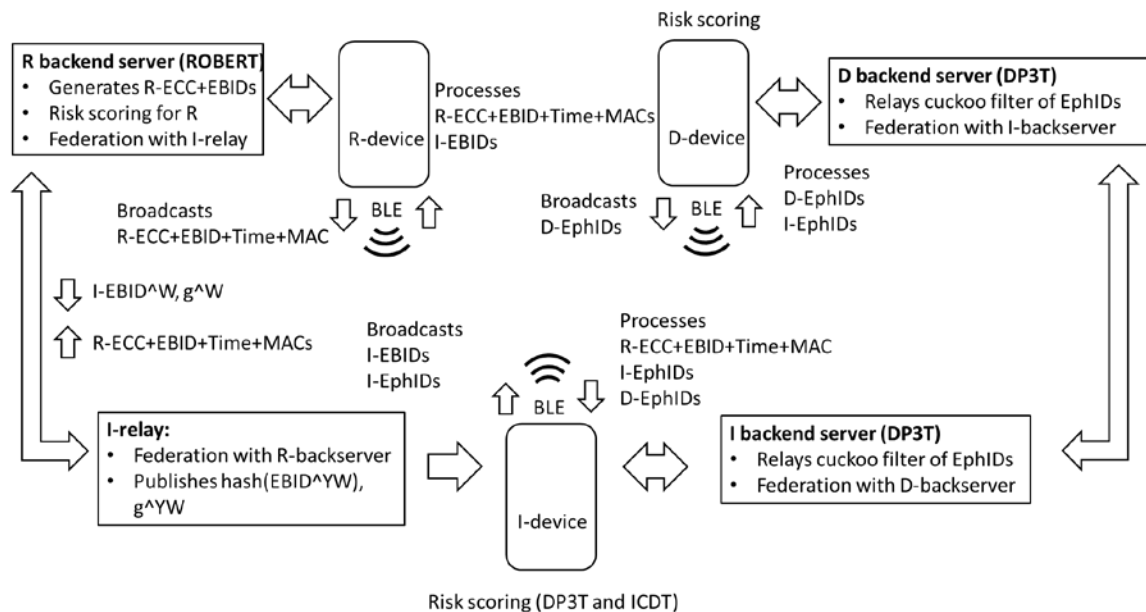 Risk scoring
R backend server (ROBERT)
• Generates R-ECC+EBIDs
• Risk scoring for R
• Federation with I-relay
R-device
Processes
R-ECC+EBID+Time+MACs
I-EBIDs
D-device
D backend server (DP3T)
• Relays cuckoo filter of EphIDs
• Federation with I-backserver
Broadcasts
R-ECC+EBID+Time+MAC
BLE
Broadcasts
D-EphIDs
BLE
Processes
D-EphIDs
I-EphIDs
I-EBID^W, g^W
R-ECC+EBID+Time+MACs
Broadcasts
I-EBIDs
I-EphIDs
BLE
Processes
R-ECC+EBID+Time+MAC
I-EphIDs
D-EphIDs
I-relay:
• Federation with R-backserver
• Publishes hash(EBID^YW),
g^YW
I-device
I backend server (DP3T)
• Relays cuckoo filter of EphIDs
• Federation with D-backserver
Risk scoring (DP3T and ICDT)